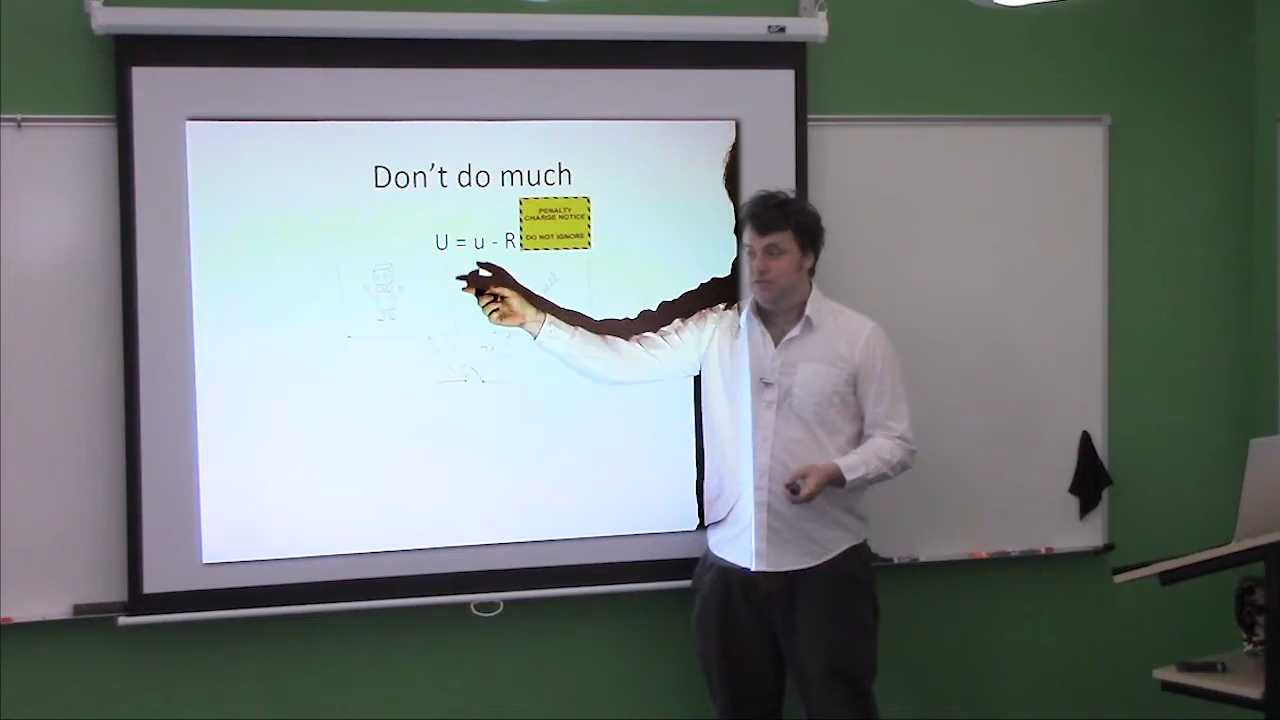 Don't do much
PENALTY
CHARGE NOTICE
DO NOT IGNORE
U = u - R